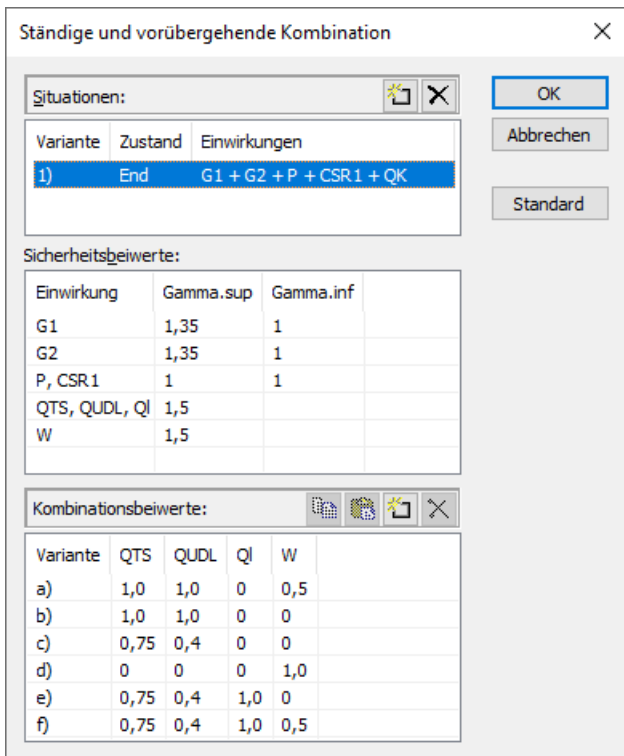 Ständige und vorübergehende Kombination
Situationen:
OK
Abbrechen
Standard
Variante Zustand Einwirkungen
1) End G1 + G2 + P + CSR1 + QK
Sicherheitsbeiwerte:
Einwirkung Gamma.sup Gamma.inf
G1 1,35 1
G2 1,35 1
P, CSR1 1 1
QTS, QUDL, Ql 1,5
W 1,5
Kombinationsbeiwerte:
Variante QTS QUDL Ql W
a) 1,0 1,0 0 0,5
b) 1,0 1,0 0 0
c) 0,75 0,4 0 0
d) 0 0 0 1,0
e) 0,75 0,4 1,0 0
f) 0,75 0,4 1,0 0,5